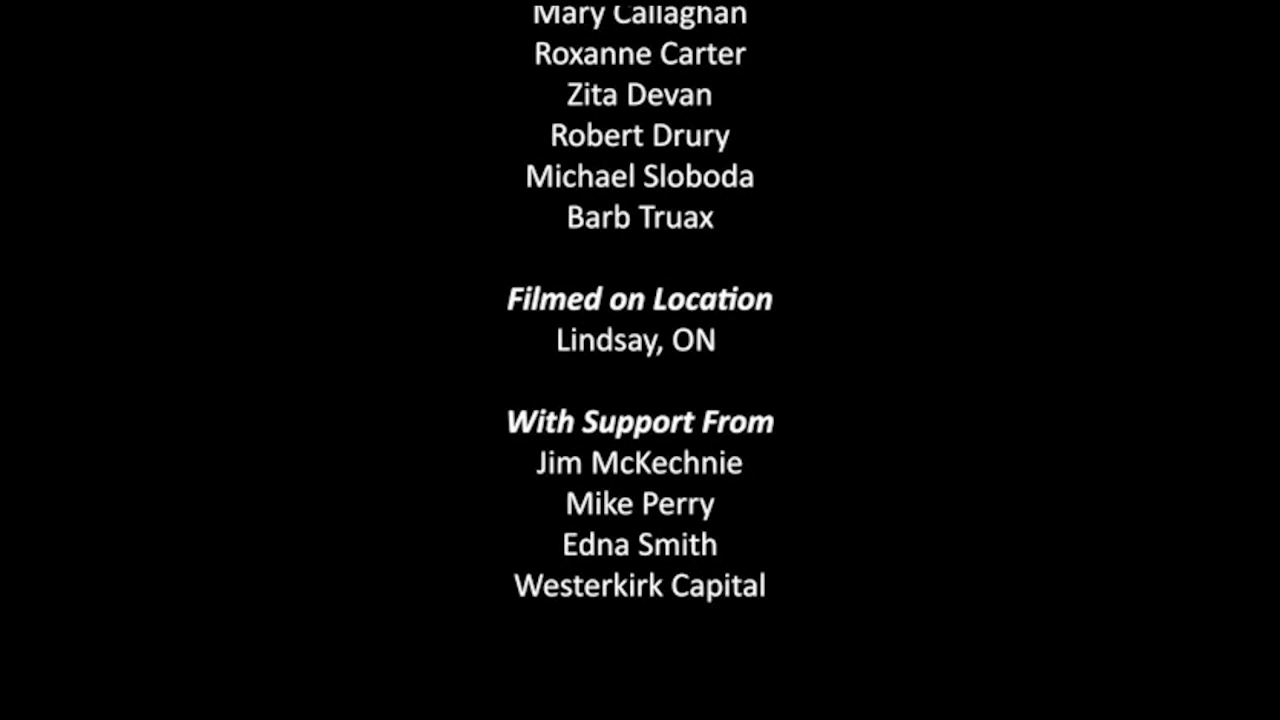 Mary Callaghan
Roxanne Carter
Zita Devan
Robert Drury
Michael Sloboda
Barb Truax
Filmed on Location
Lindsay, ON
With Support From
Jim McKechnie
Mike Perry
Edna Smith
Westerkirk Capital